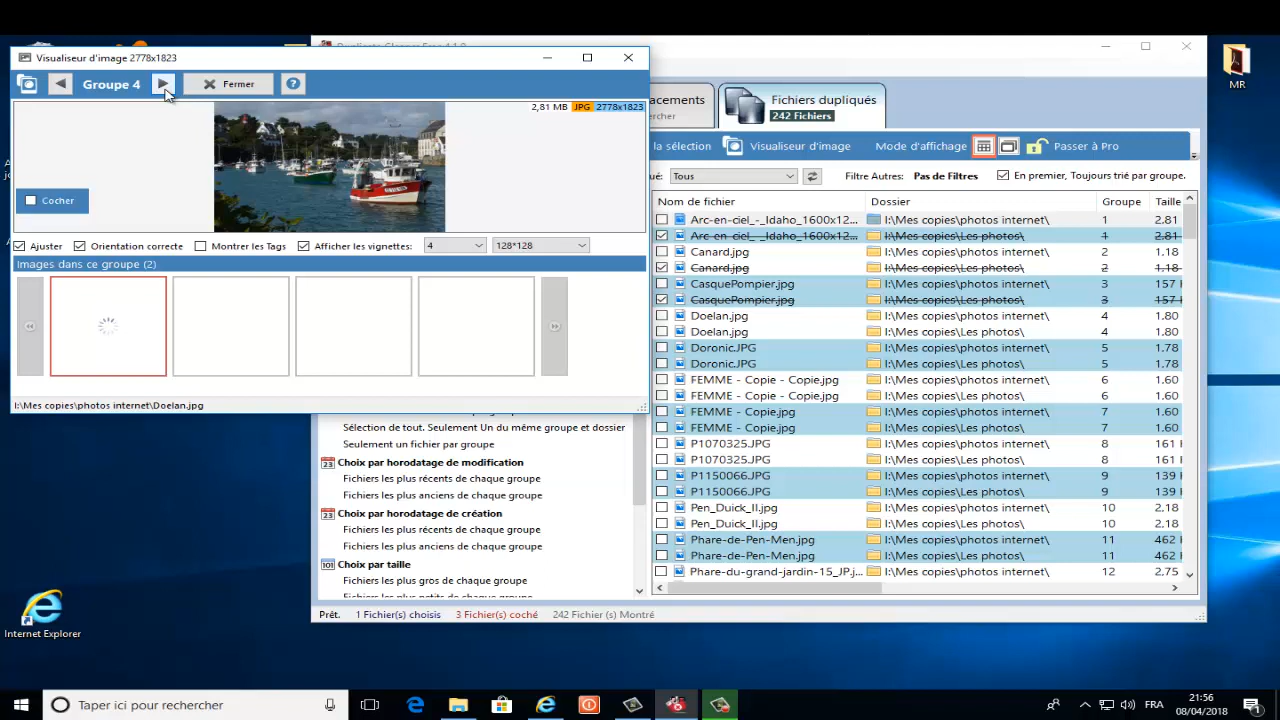 Visualiseur d'image 2778x1823
Groupe 4
Fermer
2,81 MB JPG 2778x1823
Cocher
Ajuster Orientation correcte Montrer les Tags Afficher les vignettes: 4 128*128
Images dans ce groupe (2)
I:\Mes copies\photos internet\Doelan.jpg
Fichiers dupliqués
242 Fichiers
la sélection Visualiseur d'image Mode d'affichage Passer à Pro
Tous Filtre Autres: Pas de Filtres En premier, Toujours trié par groupe.
Nom de fichier Dossier Groupe Taille
Arc-en-ciel_-_Idaho_1600x12... I:\Mes copies\photos internet\ 1 2.81
Arc-en-ciel_-_Idaho_1600x12... I:\Mes copies\Les photos\ 1 2.81
Canard.jpg I:\Mes copies\photos internet\ 2 1.18
Canard.jpg I:\Mes copies\Les photos\ 2 1.18
CasquePompier.jpg I:\Mes copies\photos internet\ 3 157
CasquePompier.jpg I:\Mes copies\Les photos\ 3 157
Doelan.jpg I:\Mes copies\photos internet\ 4 1.80
Doelan.jpg I:\Mes copies\Les photos\ 4 1.80
Doronic.JPG I:\Mes copies\photos internet\ 5 1.78
Doronic.JPG I:\Mes copies\Les photos\ 5 1.78
FEMME - Copie - Copie.jpg I:\Mes copies\photos internet\ 6 1.60
FEMME - Copie - Copie.jpg I:\Mes copies\Les photos\ 6 1.60
FEMME - Copie.jpg I:\Mes copies\photos internet\ 7 1.60
FEMME - Copie.jpg I:\Mes copies\Les photos\ 7 1.60
P1070325.JPG I:\Mes copies\photos internet\ 8 161
P1070325.JPG I:\Mes copies\Les photos\ 8 161
P1150066.JPG I:\Mes copies\photos internet\ 9 139
P1150066.JPG I:\Mes copies\Les photos\ 9 139
Pen_Duick_II.jpg I:\Mes copies\photos internet\ 10 2,18
Pen_Duick_II.jpg I:\Mes copies\Les photos\ 10 2,18
Phare-de-Pen-Men.jpg I:\Mes copies\photos internet\ 11 462
Phare-de-Pen-Men.jpg I:\Mes copies\Les photos\ 11 462
Phare-du-grand-jardin-15_JP.j... I:\Mes copies\photos internet\ 12 2,75
Sélection de tout. Seulement Un du même groupe et dossier
Seulement un fichier par groupe
Choix par horodatage de modification
Fichiers les plus récents de chaque groupe
Fichiers les plus anciens de chaque groupe
Choix par horodatage de création
Fichiers les plus récents de chaque groupe
Fichiers les plus anciens de chaque groupe
Choix par taille
Fichiers les plus gros de chaque groupe
Prêt. 1 Fichier(s) choisis 3 Fichier(s) coché 242 Fichier (s) Montré
MR
Internet Explorer
Taper ici pour rechercher
FRA
21:56
08/04/2018